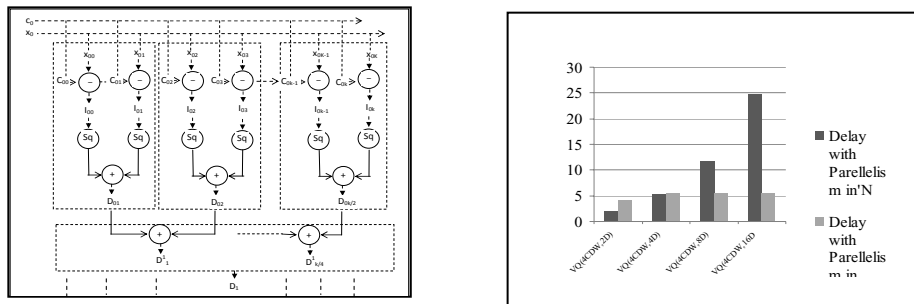 C₀
X₀
X₀₀ X₀₁ X₀₂ X₀₃ X₀K-1 X₀K
C₀₀ − C₀₁ − C₀₂ − C₀₃ − C₀k-1 − C₀k −
I₀₀ I₀₁ I₀₂ I₀₃ I₀k-1 I₀k
Sq Sq Sq Sq Sq Sq
+ + +
D₀₁ D₀₂ D₀k/2
+ +
D¹₁ D¹k/4
D₁
30
25
20
15
10
5
0
VQ(4CDW,2D)
VQ(4CDW,4D)
VQ(4CDW,8D)
VQ(4CDW,16D
Delay
with
Parellelis
m in'N
Delay
with
Parellelis
m in